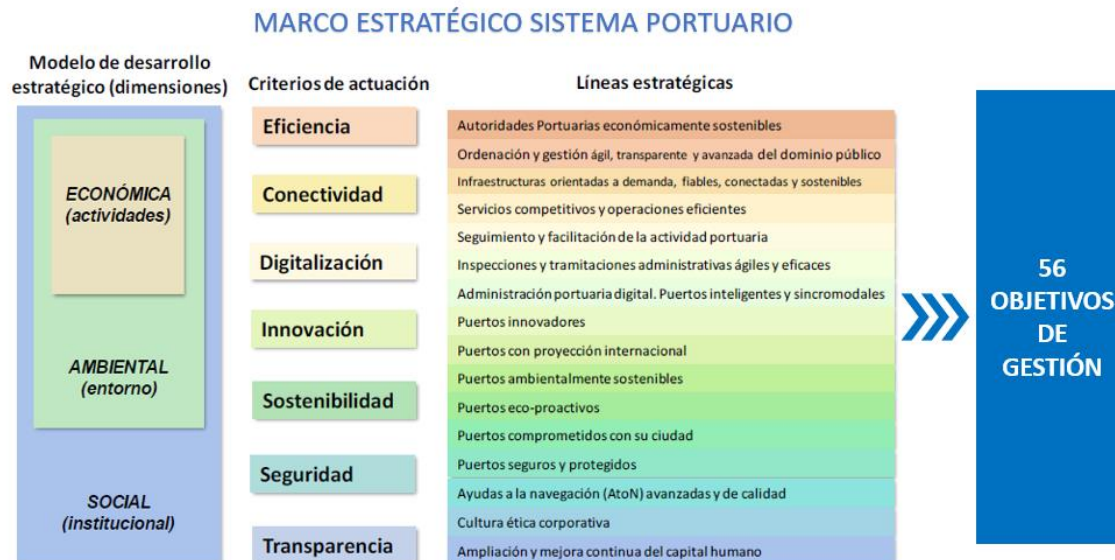 MARCO ESTRATÉGICO SISTEMA PORTUARIO
Modelo de desarrollo
estratégico (dimensiones)
ECONÓMICA
(actividades)
AMBIENTAL
(entorno)
SOCIAL
(institucional)
Criterios de actuación
Eficiencia
Conectividad
Digitalización
Innovación
Sostenibilidad
Seguridad
Transparencia
Líneas estratégicas
Autoridades Portuarias económicamente sostenibles
Ordenación y gestión ágil, transparente y avanzada del dominio público
Infraestructuras orientadas a demanda, fiables, conectadas y sostenibles
Servicios competitivos y operaciones eficientes
Seguimiento y facilitación de la actividad portuaria
Inspecciones y tramitaciones administrativas ágiles y eficaces
Administración portuaria digital. Puertos inteligentes y sincromodales
Puertos innovadores
Puertos con proyección internacional
Puertos ambientalmente sostenibles
Puertos eco-proactivos
Puertos comprometidos con su ciudad
Puertos seguros y protegidos
Ayudas a la navegación (AtoN) avanzadas y de calidad
Cultura ética corporativa
Ampliación y mejora continua del capital humano
56
OBJETIVOS
DE
GESTIÓN